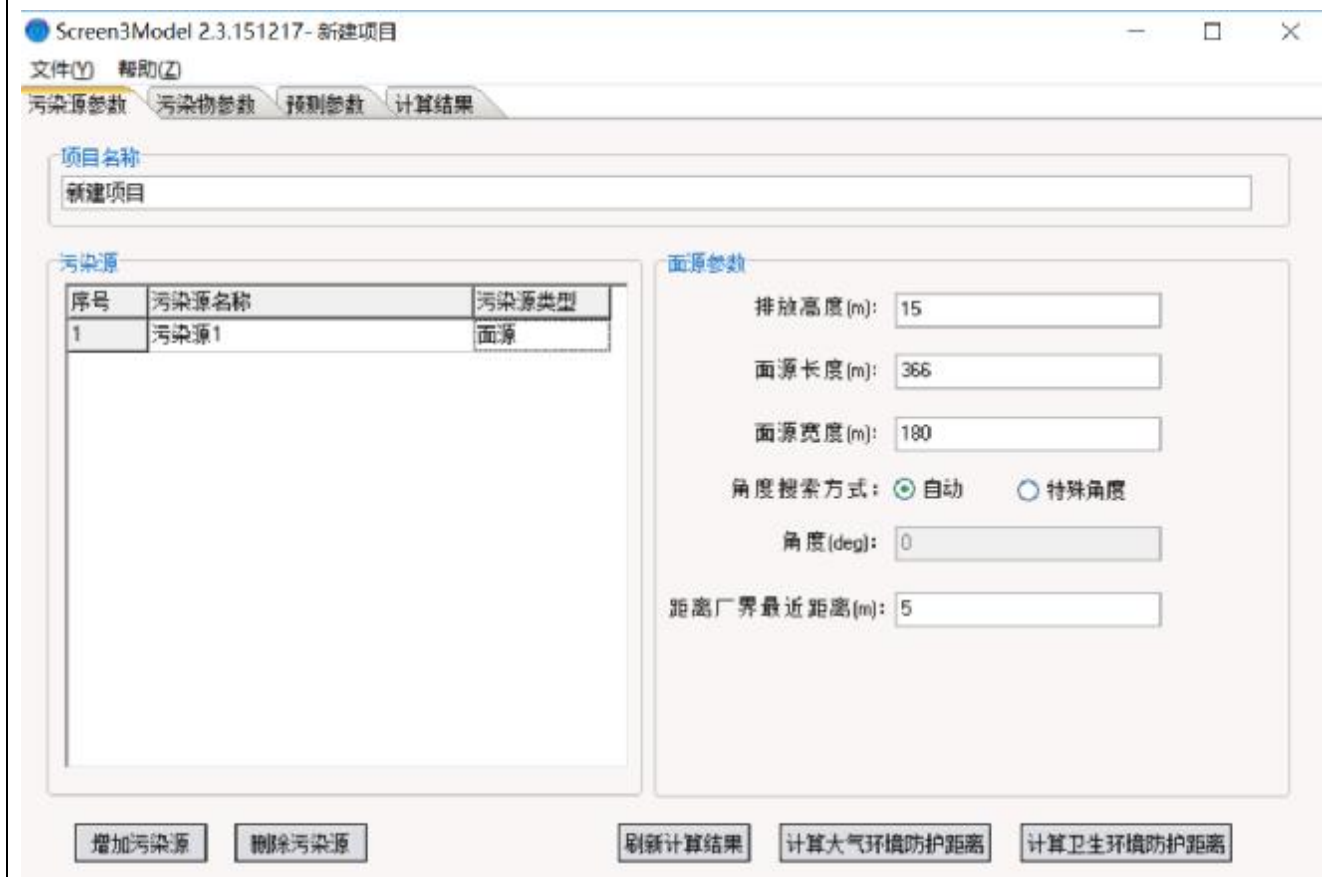 Screen3Model 2.3.151217- 新建项目
文件(Y) 帮助(Z)
污染源参数 污染物参数 预测参数 计算结果
项目名称
新建项目
污染源
序号 污染源名称 污染源类型
1 污染源1 面源
面源参数
排放高度(m): 15
面源长度(m): 366
面源宽度(m): 180
角度搜索方式: 自动 特殊角度
角度(deg): 0
距离厂界最近距离(m): 5
增加污染源 删除污染源 刷新计算结果 计算大气环境防护距离 计算卫生环境防护距离